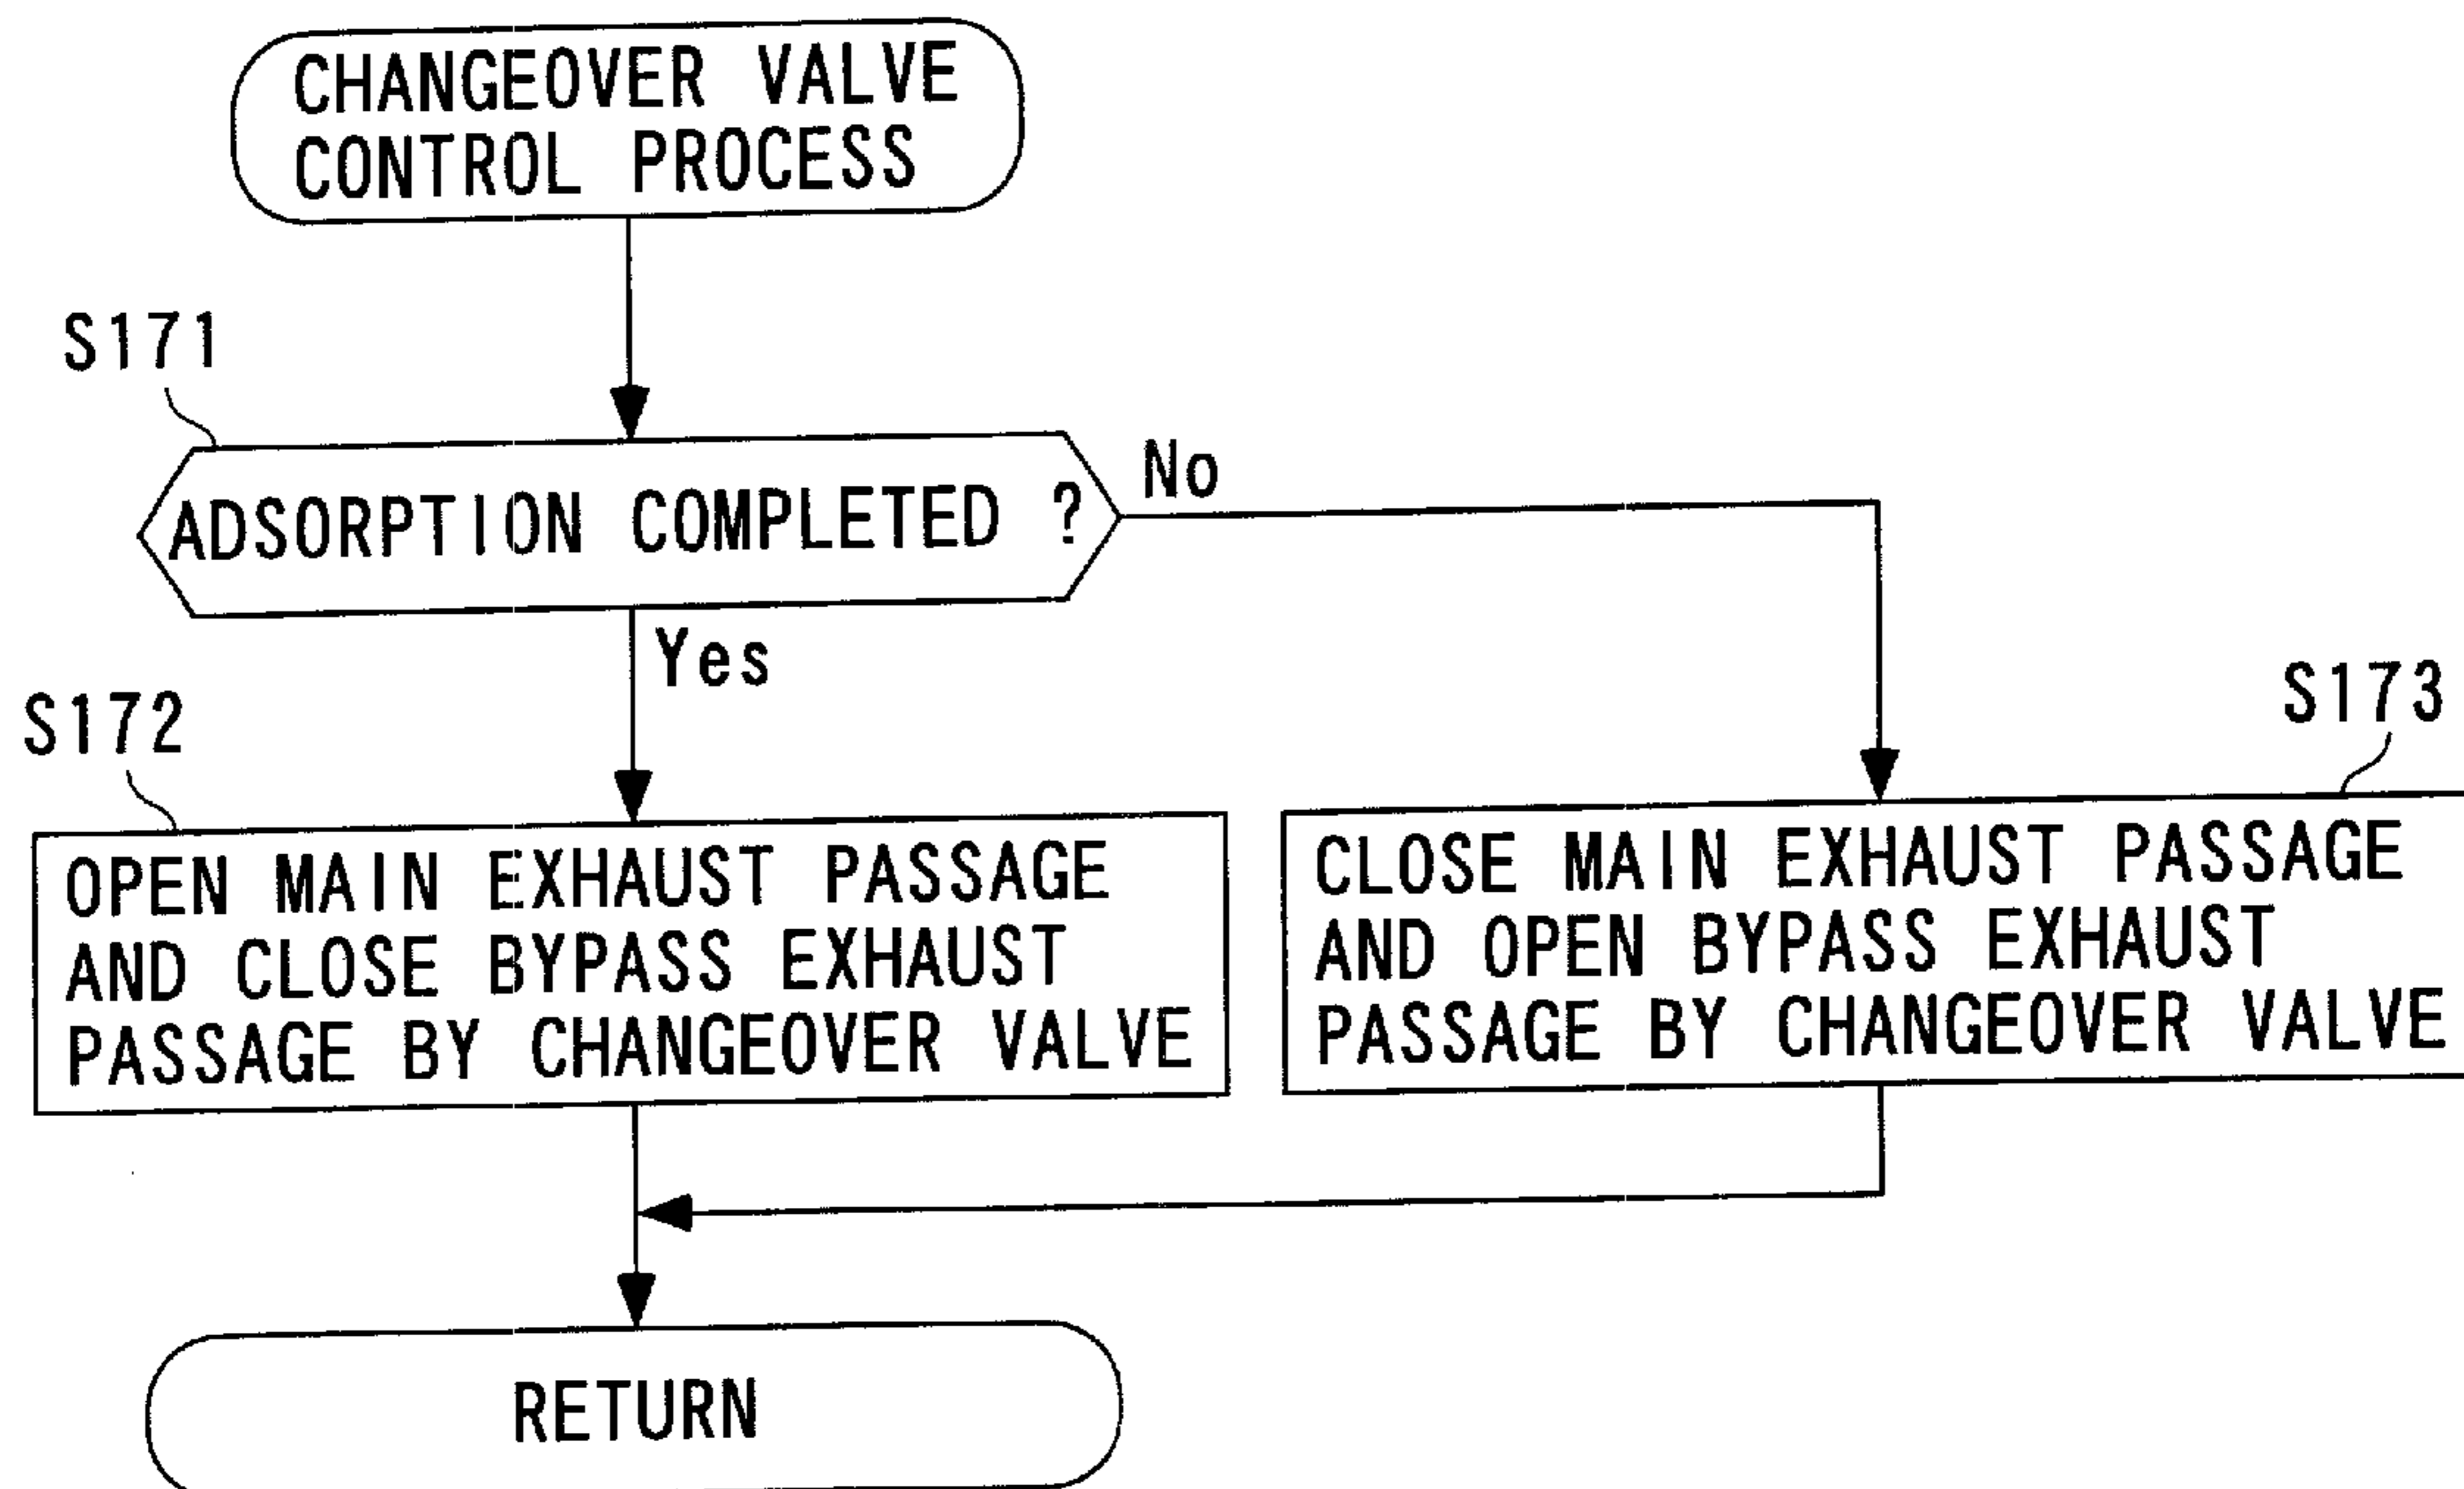 CHANGEOVER VALVE
CONTROL PROCESS
S171
ADSORPTION COMPLETED ?
No
Yes
S172
OPEN MAIN EXHAUST PASSAGE
AND CLOSE BYPASS EXHAUST
PASSAGE BY CHANGEOVER VALVE
S173
CLOSE MAIN EXHAUST PASSAGE
AND OPEN BYPASS EXHAUST
PASSAGE BY CHANGEOVER VALVE
RETURN